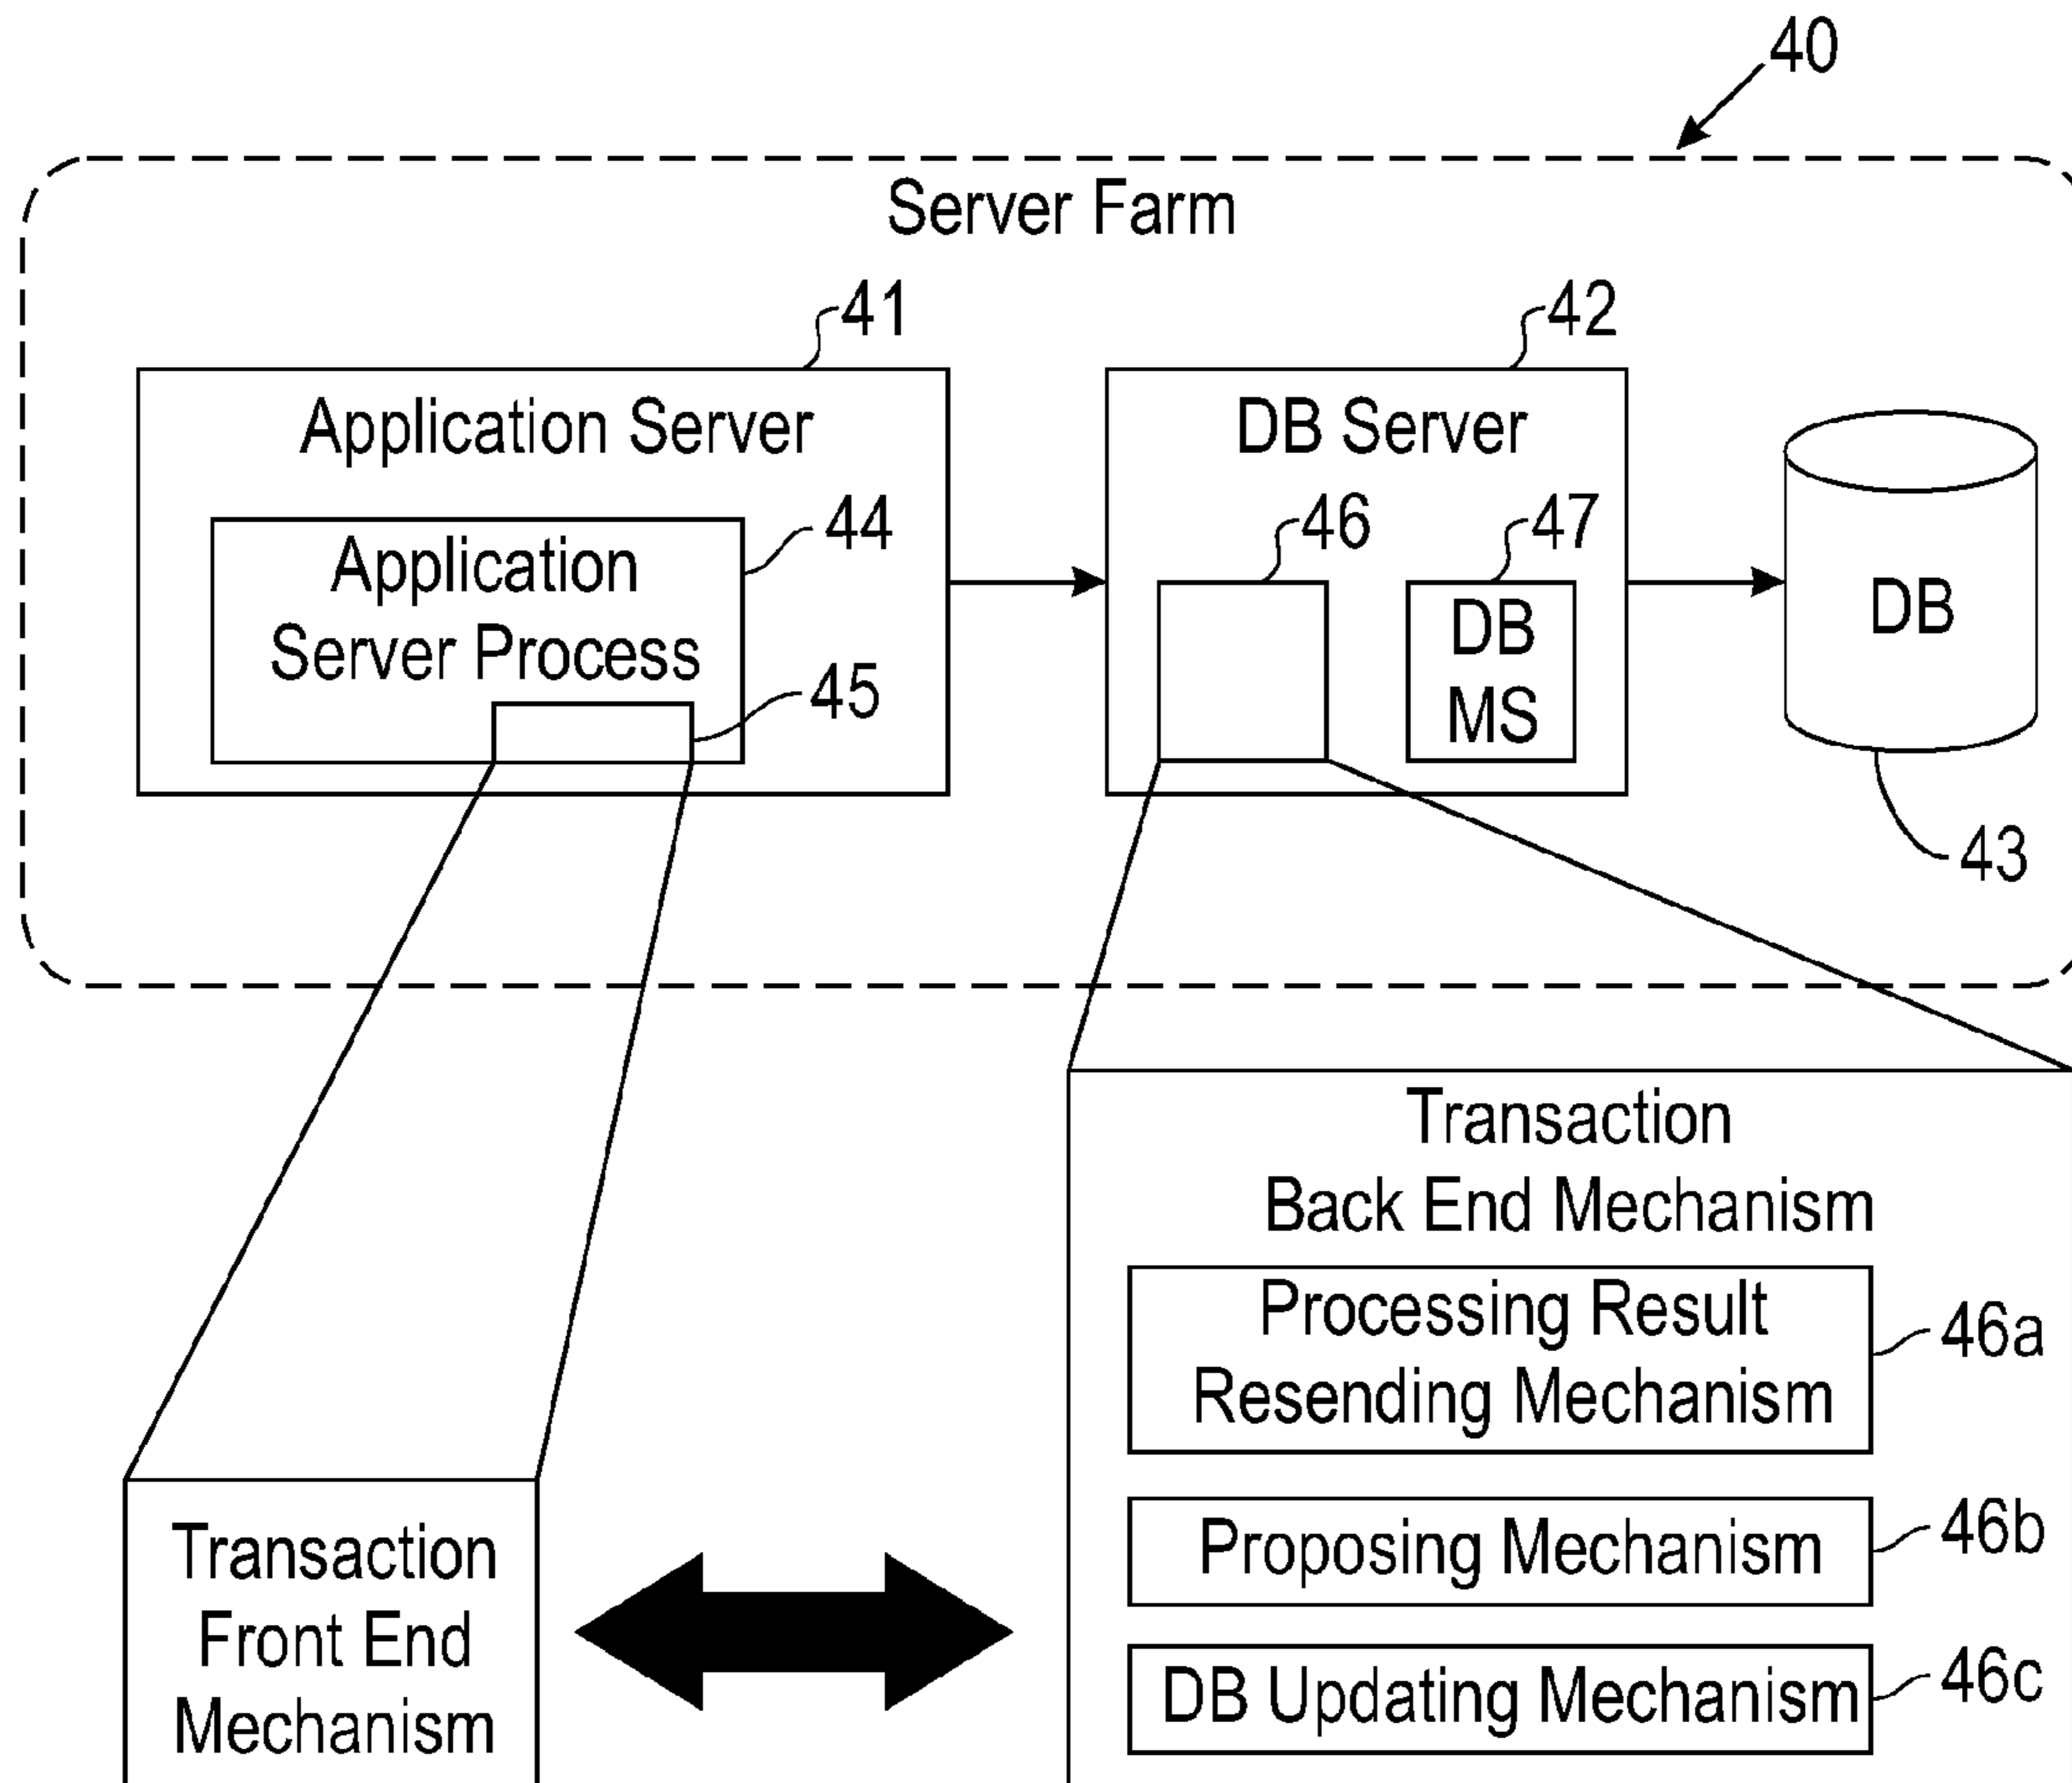 40
Server Farm
41
42
Application Server
DB Server
44
46
47
Application
Server Process
45
DB
MS
DB
43
Transaction
Back End Mechanism
Processing Result
Resending Mechanism
46a
Proposing Mechanism
46b
DB Updating Mechanism
46c
Transaction
Front End
Mechanism